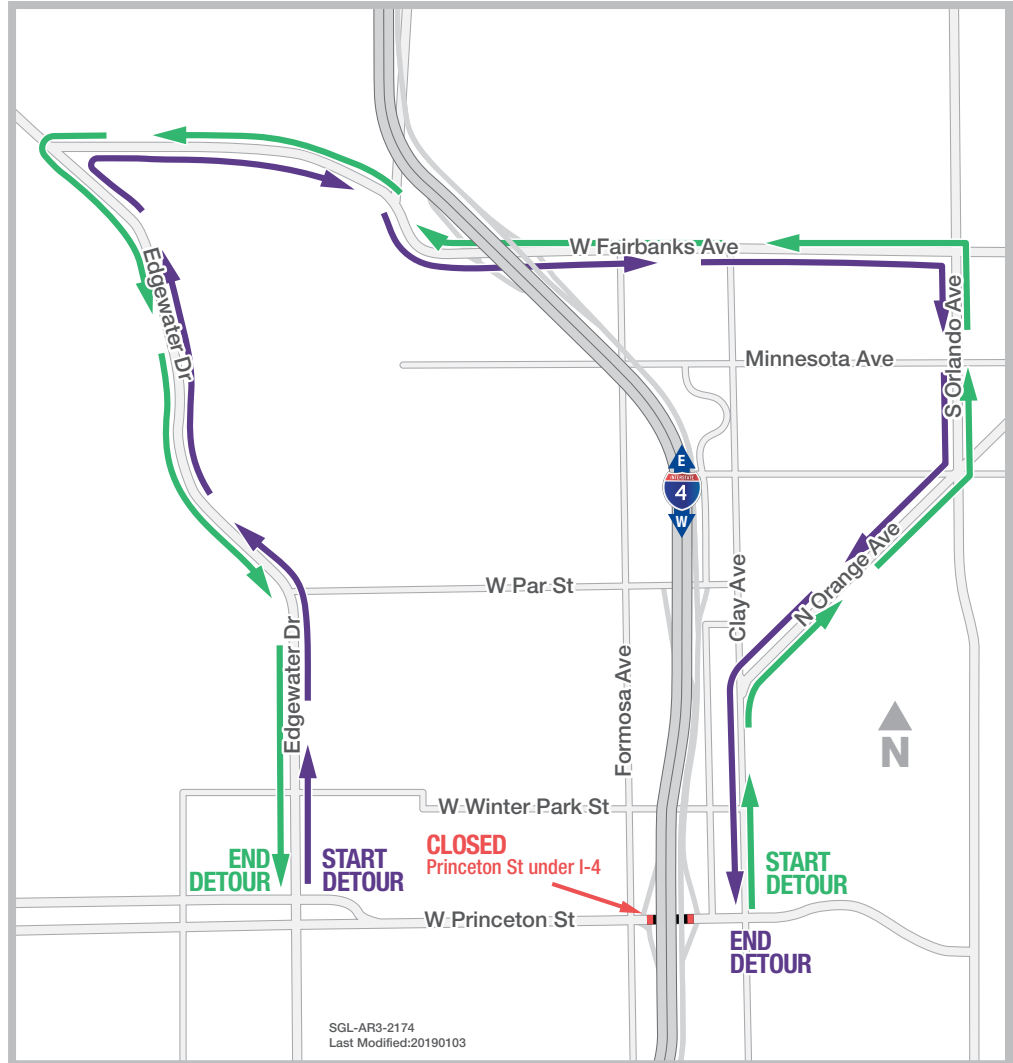 W Fairbanks Ave
Edgewater Dr
Minnesota Ave
S Orlando Ave
E
INTERSTATE
4
W
N Orange Ave
W Par St
Clay Ave
Edgewater Dr
Formosa Ave
N
W Winter Park St
CLOSED
Princeton St under I-4
END
DETOUR
START
DETOUR
START
DETOUR
W Princeton St
END
DETOUR
SGL-AR3-2174
Last Modified:20190103